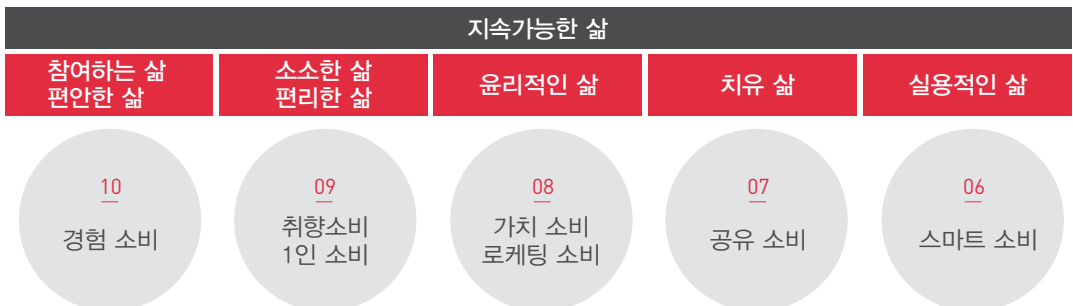 지속가능한 삶
참여하는 삶
편안한 삶
소소한 삶
편리한 삶
윤리적인 삶
치유 삶
실용적인 삶
10
경험 소비
09
취향소비
1인 소비
08
가치 소비
로케팅 소비
07
공유 소비
06
스마트 소비